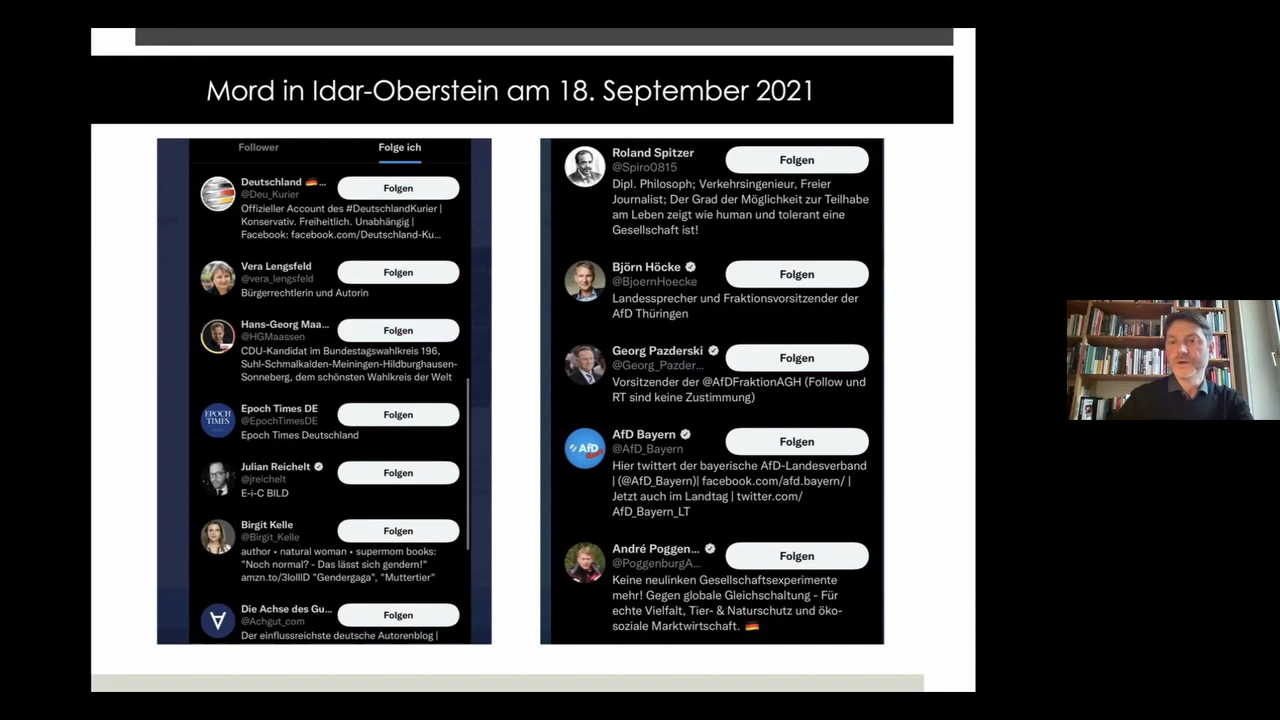 Mord in Idar-Oberstein am 18. September 2021
Follower
Folge ich
Deutschland 🇩🇪 ...
@Deu_Kurier
Folgen
Offizieller Account des #DeutschlandKurier |
Konservativ. Freiheitlich. Unabhängig |
Facebook: facebook.com/Deutschland-Ku...
Vera Lengsfeld
@vera_lengsfeld
Folgen
Bürgerrechtlerin und Autorin
Hans-Georg Maa...
@HGMaassen
Folgen
CDU-Kandidat im Bundestagswahlkreis 196,
Suhl-Schmalkalden-Meiningen-Hildburghausen-
Sonneberg, dem schönsten Wahlkreis der Welt
EPOCH
TIMES
Epoch Times DE
@EpochTimesDE
Folgen
Epoch Times Deutschland
Julian Reichelt
@jreichelt
Folgen
E-i-C BILD
Birgit Kelle
@Birgit_Kelle
Folgen
author • natural woman • supermom books:
"Noch normal? - Das lässt sich gendern!"
amzn.to/3lolllD "Gendergaga", "Muttertier"
Die Achse des Gu...
@Achgut_com
Folgen
Der einflussreichste deutsche Autorenblog |
Roland Spitzer
@Spiro0815
Folgen
Dipl. Philosoph; Verkehrsingenieur, Freier
Journalist; Der Grad der Möglichkeit zur Teilhabe
am Leben zeigt wie human und tolerant eine
Gesellschaft ist!
Björn Höcke
@BjoernHoecke
Folgen
Landessprecher und Fraktionsvorsitzender der
AfD Thüringen
Georg Pazderski
@Georg_Pazder...
Folgen
Vorsitzender der @AfDFraktionAGH (Follow und
RT sind keine Zustimmung)
AfD
AfD Bayern
@AfD_Bayern
Folgen
Hier twittert der bayerische AfD-Landesverband
| (@AfD_Bayern)| facebook.com/afd.bayern/ |
Jetzt auch im Landtag | twitter.com/
AfD_Bayern_LT
André Poggen...
@PoggenburgA...
Folgen
Keine neulinken Gesellschaftsexperimente
mehr! Gegen globale Gleichschaltung - Für
echte Vielfalt, Tier- & Naturschutz und öko-
soziale Marktwirtschaft. 🇩🇪